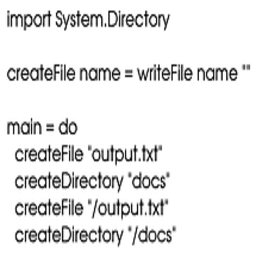 import System.Directory
createFile name = writeFile name ""
main = do
createFile "output.txt"
createDirectory "docs"
createFile "/output.txt"
createDirectory "/docs"